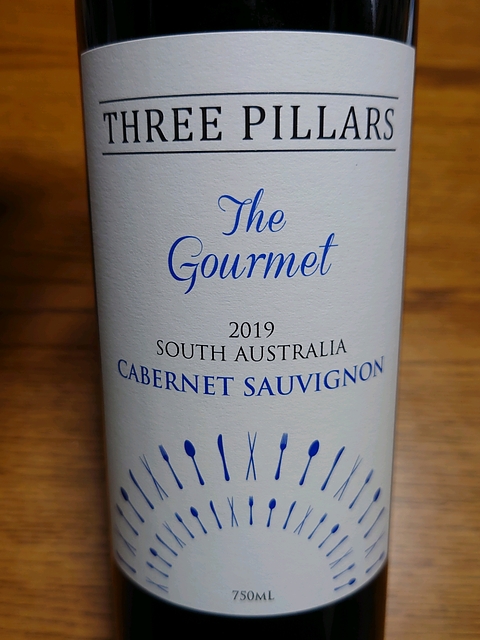 THREE PILLARS
The
Gourmet
2019
SOUTH AUSTRALIA
CABERNET SAUVIGNON
750ML